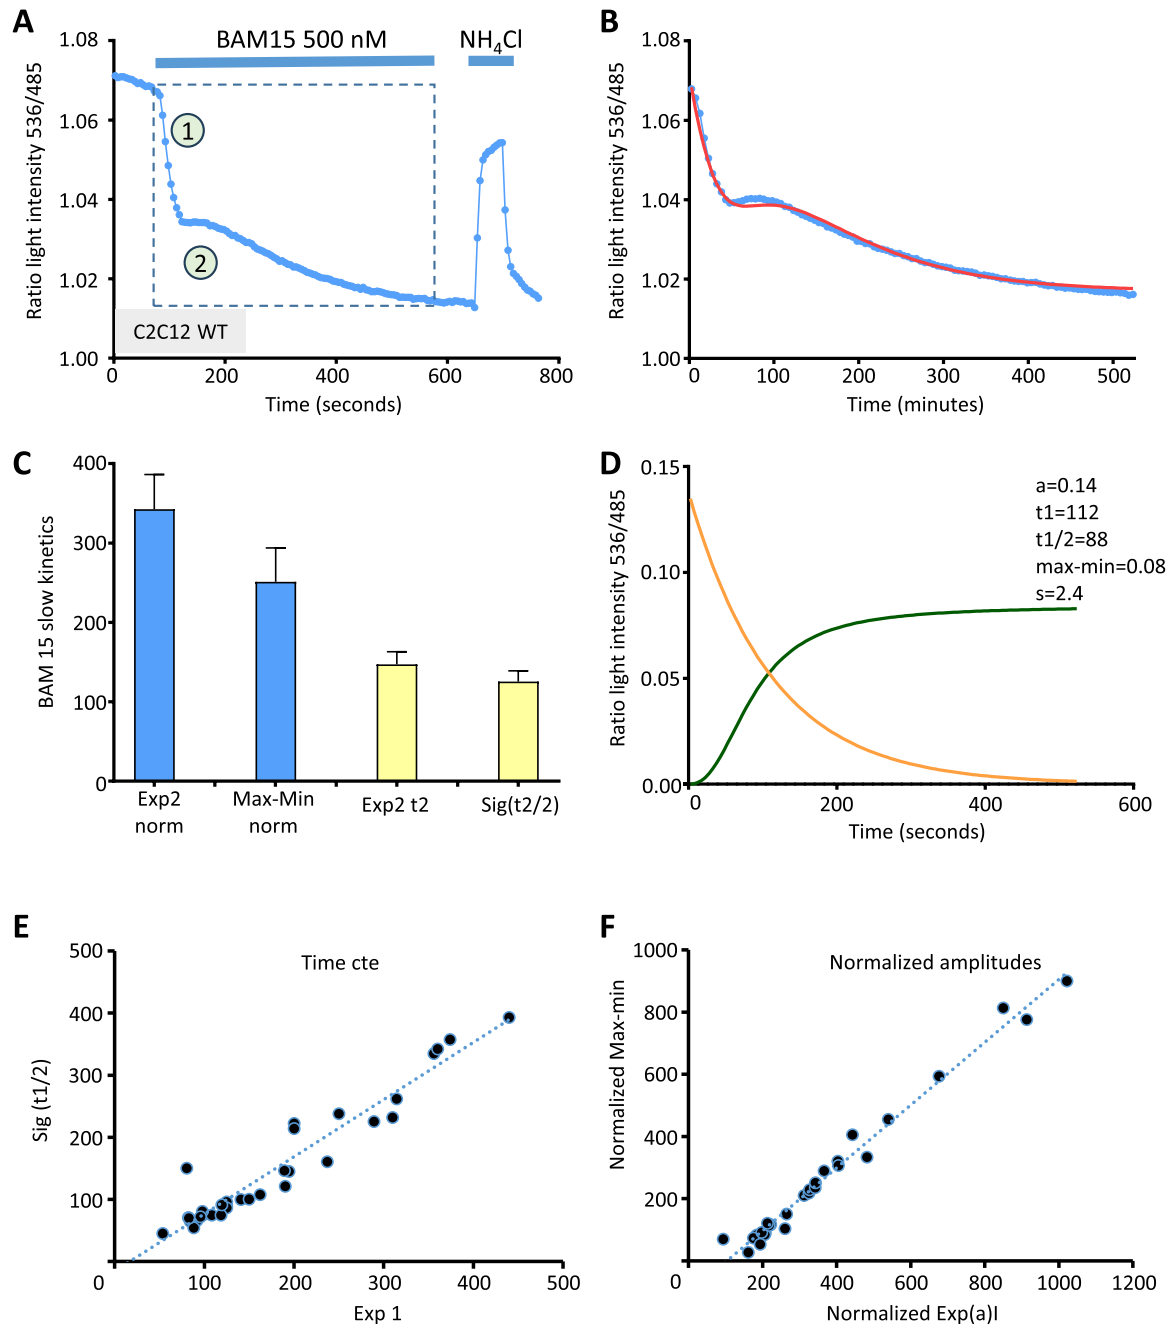 A
BAM15 500 nM
NH4Cl
Ratio light intensity 536/485
1.08
1.06
1.04
1.02
1.00
1
2
C2C12 WT
0
200
400
600
800
Time (seconds)
B
Ratio light intensity 536/485
1.08
1.06
1.04
1.02
1.00
0
100
200
300
400
500
Time (minutes)
C
BAM 15 slow kinetics
400
300
200
100
0
Exp2
norm
Max-Min
norm
Exp2 t2
Sig(t2/2)
D
Ratio light intensity 536/485
0.15
0.10
0.05
0.00
a=0.14
t1=112
t1/2=88
max-min=0.08
s=2.4
0
200
400
600
Time (seconds)
E
Time cte
Sig (t1/2)
500
400
300
200
100
0
100
200
300
400
500
Exp 1
F
Normalized amplitudes
Normalized Max-min
1000
800
600
400
200
0
200
400
600
800
1000
1200
Normalized Exp(a)I